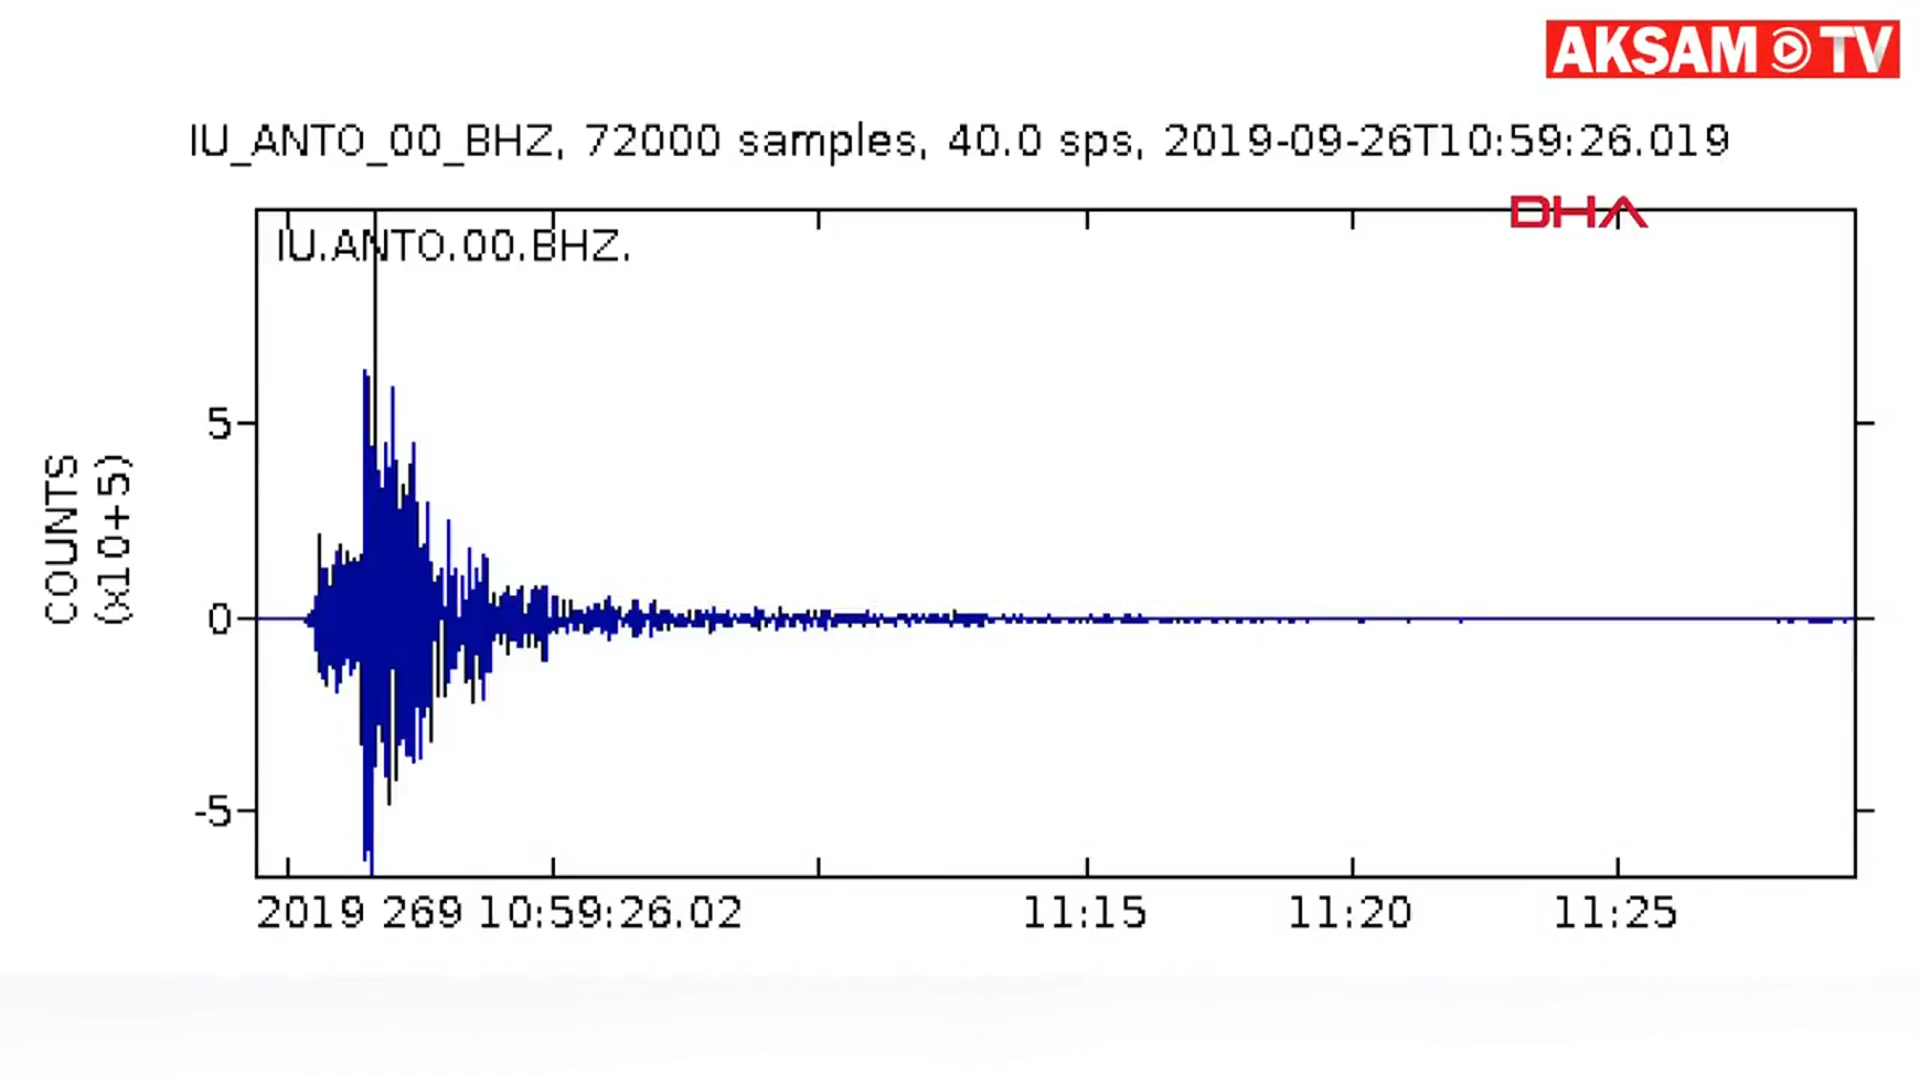 AKŞAM TV
IU_ANTO_00_BHZ, 72000 samples, 40.0 sps, 2019-09-26T10:59:26.019
DHA
IU.ANTO.00.BHZ.
5
0
-5
COUNTS
(x10+5)
2019 269 10:59:26.02 11:15 11:20 11:25